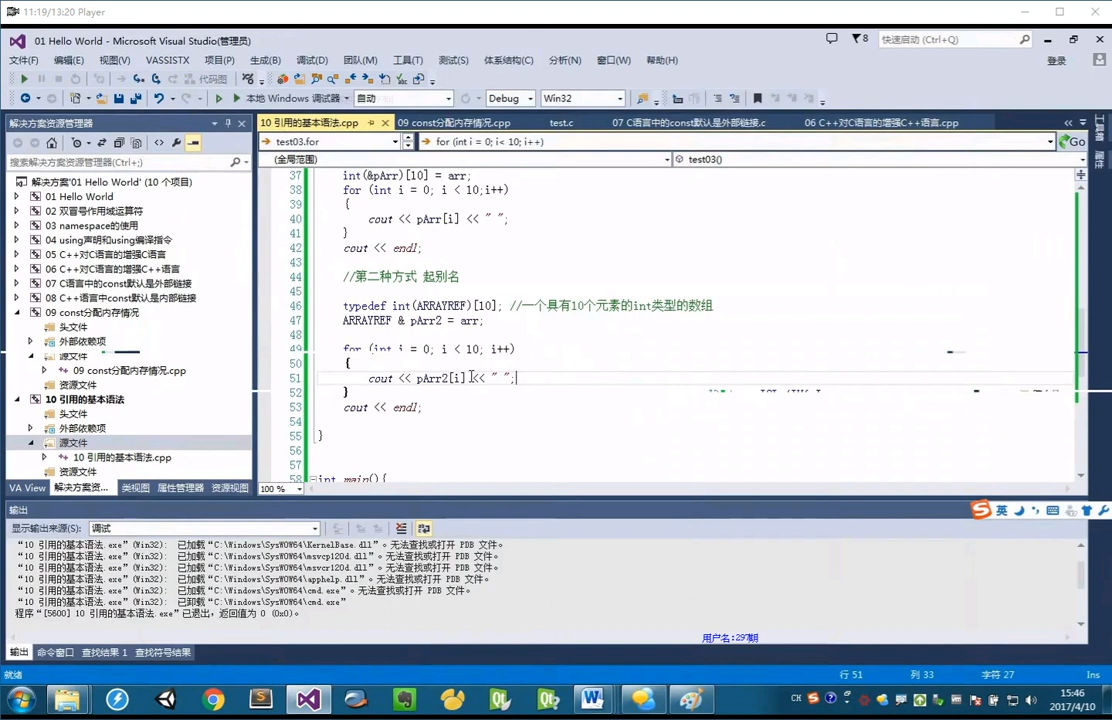 11:19/13:20 Player
01 Hello World - Microsoft Visual Studio(管理员)
8
快速启动 (Ctrl+Q)
文件(F) 编辑(E) 视图(V) VASSISTX 项目(P) 生成(B) 调试(D) 团队(M) 工具(T) 测试(S) 体系结构(C) 分析(N) 窗口(W) 帮助(H)
登录
代码图
本地 Windows 调试器 自动 Debug Win32
解决方案资源管理器
10 引用的基本语法.cpp 09 const分配内存情况.cpp test.c 07 C语言中的const默认是外部链接.c 06 C++对C语言的增强C++语言.cpp
test03.for
for (int i = 0; i< 10; i++)
Go
搜索解决方案资源管理器(Ctrl+;)
(全局范围)
test03()
工具箱
属性
解决方案'01 Hello World' (10 个项目)
01 Hello World
02 双冒号作用域运算符
03 namespace的使用
04 using声明和using编译指令
05 C++对C语言的增强C语言
06 C++对C语言的增强C++语言
07 C语言中的const默认是外部链接
08 C++语言中const默认是内部链接
09 const分配内存情况
头文件
外部依赖项
源文件
09 const分配内存情况.cpp
资源文件
10 引用的基本语法
头文件
外部依赖项
源文件
10 引用的基本语法.cpp
资源文件
VA View 解决方案资... 类视图 属性管理器 资源视图
37 int(&pArr)[10] = arr;
38 for (int i = 0; i < 10;i++)
39 {
40 cout << pArr[i] << " ";
41 }
42 cout << endl;
43
44 //第二种方式 起别名
45
46 typedef int(ARRAYREF)[10]; //一个具有10个元素的int类型的数组
47 ARRAYREF & pArr2 = arr;
48
49 for (int i = 0; i < 10; i++)
50 {
51 cout << pArr2[i] << " ";
52 }
53 cout << endl;
54
55 }
56
57
58 int main(){
100 %
输出
显示输出来源(S): 调试
英
“10 引用的基本语法.exe”(Win32): 已加载“C:\Windows\SysWOW64\KernelBase.dll”。无法查找或打开 PDB 文件。
“10 引用的基本语法.exe”(Win32): 已加载“C:\Windows\SysWOW64\msvcp120d.dll”。无法查找或打开 PDB 文件。
“10 引用的基本语法.exe”(Win32): 已加载“C:\Windows\SysWOW64\msvcr120d.dll”。无法查找或打开 PDB 文件。
“10 引用的基本语法.exe”(Win32): 已加载“C:\Windows\SysWOW64\apphelp.dll”。无法查找或打开 PDB 文件。
“10 引用的基本语法.exe”(Win32): 已加载“C:\Windows\SysWOW64\cmd.exe”。无法查找或打开 PDB 文件。
“10 引用的基本语法.exe”(Win32): 已卸载“C:\Windows\SysWOW64\cmd.exe”
程序“[5600] 10 引用的基本语法.exe”已退出，返回值为 0 (0x0)。
用户名:297期
输出 命令窗口 查找结果 1 查找符号结果
就绪
行 51 列 33 字符 27 Ins
CH
15:46
2017/4/10